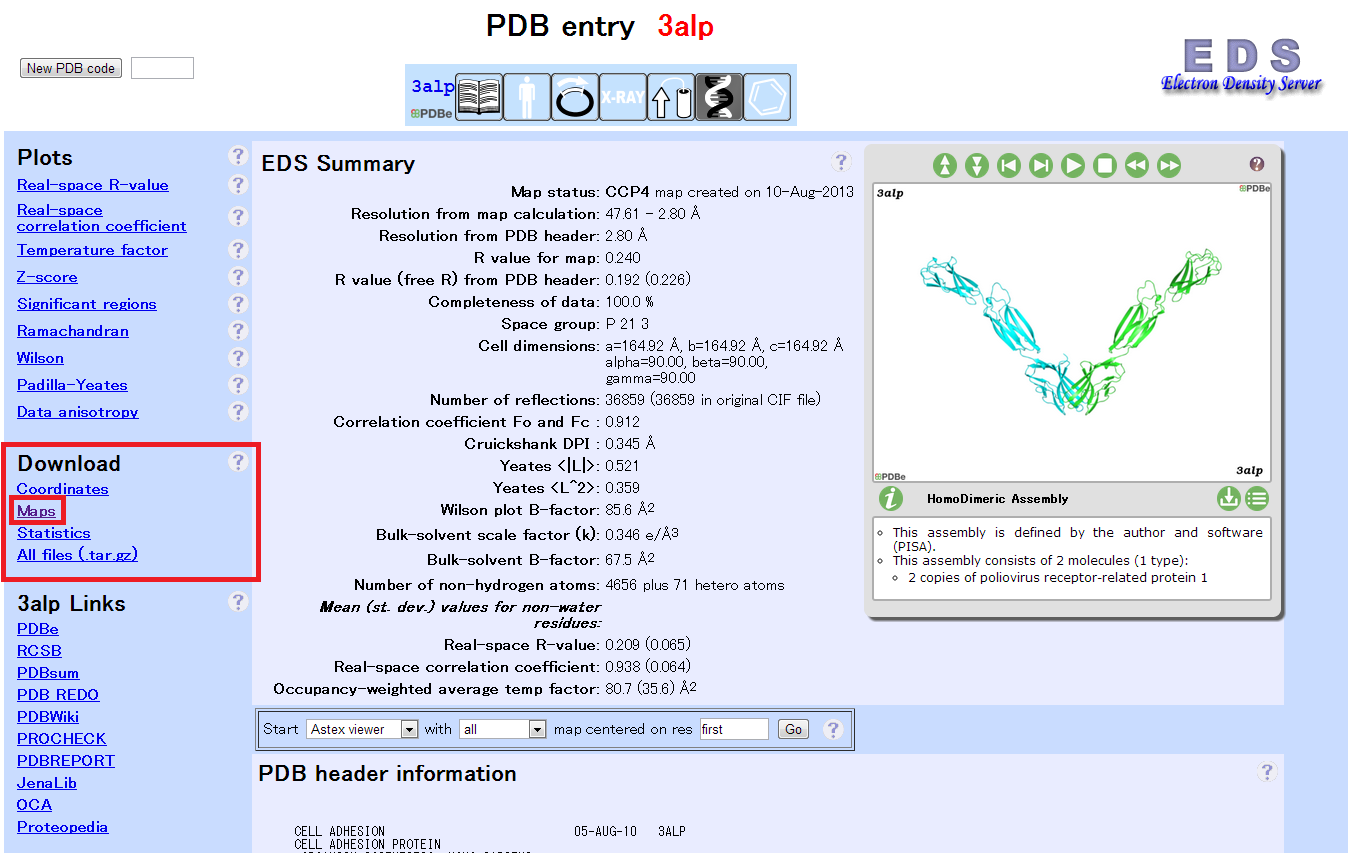 PDB entry 3alp
New PDB code
3alp
PDBe
X-RAY
E D S
Electron Density Server
Plots
?
Real-space R-value
?
Real-space
correlation coefficient
?
Temperature factor
?
Z-score
?
Significant regions
?
Ramachandran
?
Wilson
?
Padilla-Yeates
?
Data anisotropy
?
Download
?
Coordinates
Maps
Statistics
All files (.tar.gz)
3alp Links
?
PDBe
RCSB
PDBsum
PDB REDO
PDBWiki
PROCHECK
PDBREPORT
JenaLib
OCA
Proteopedia
EDS Summary
?
Map status: CCP4 map created on 10-Aug-2013
Resolution from map calculation: 47.61 - 2.80 Å
Resolution from PDB header: 2.80 Å
R value for map: 0.240
R value (free R) from PDB header: 0.192 (0.226)
Completeness of data: 100.0 %
Space group: P 21 3
Cell dimensions: a=164.92 Å, b=164.92 Å, c=164.92 Å
alpha=90.00, beta=90.00,
gamma=90.00
Number of reflections: 36859 (36859 in original CIF file)
Correlation coefficient Fo and Fc : 0.912
Cruickshank DPI : 0.345 Å
Yeates <|L|>: 0.521
Yeates <L^2>: 0.359
Wilson plot B-factor: 85.6 Å2
Bulk-solvent scale factor (k): 0.346 e/Å3
Bulk-solvent B-factor: 67.5 Å2
Number of non-hydrogen atoms: 4656 plus 71 hetero atoms
Mean (st. dev.) values for non-water
residues:
Real-space R-value: 0.209 (0.065)
Real-space correlation coefficient: 0.938 (0.064)
Occupancy-weighted average temp factor: 80.7 (35.6) Å2
?
3alp
PDBe
PDBe
3alp
i
HomoDimeric Assembly
This assembly is defined by the author and software
(PISA).
This assembly consists of 2 molecules (1 type):
2 copies of poliovirus receptor-related protein 1
Start Astex viewer with all map centered on res first Go ?
PDB header information
?
CELL ADHESION 05-AUG-10 3ALP
CELL ADHESION PROTEIN